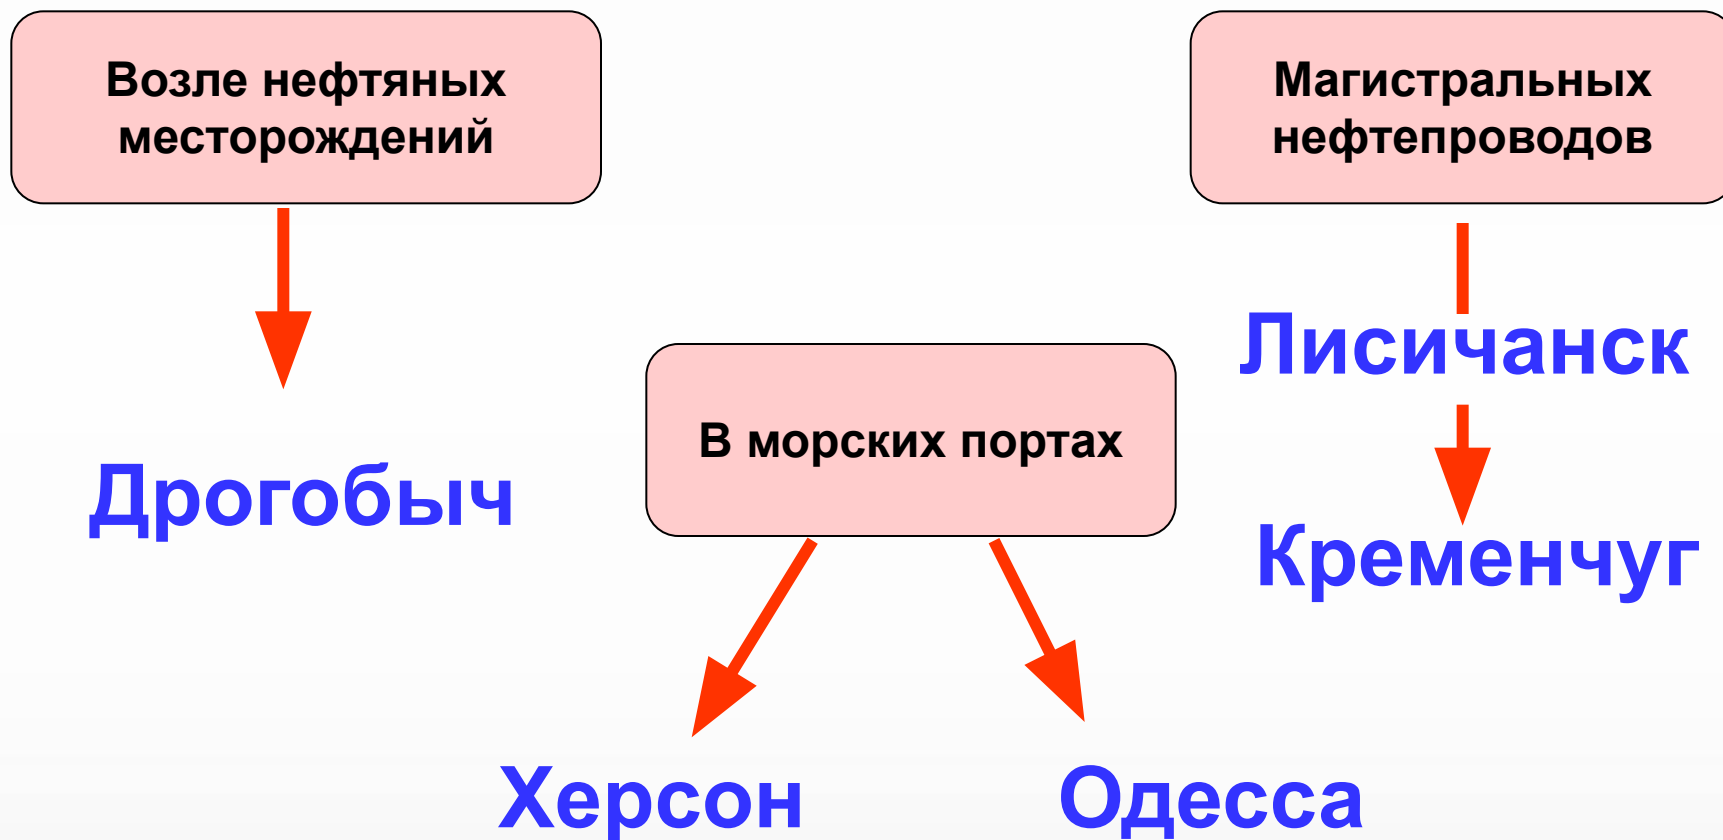 Возле нефтяных
месторождений
Магистральных
нефтепроводов
Лисичанск
В морских портах
Дрогобыч
Кременчуг
Херсон
Одесса